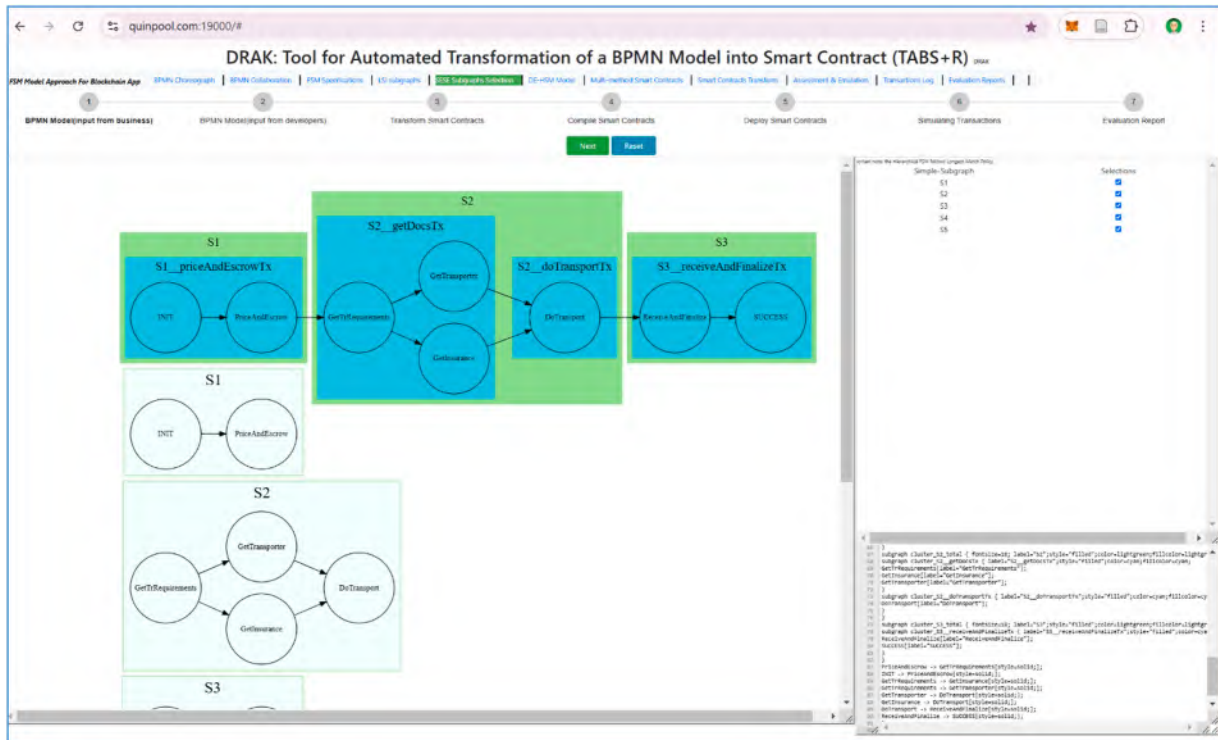 quinpool.com:19000/#
DRAK: Tool for Automated Transformation of a BPMN Model into Smart Contract (TABS+R) DRAK
FSM Model Approach For Blockchain App BPMN Choreograph | BPMN Collaboration | FSM Specifications | LSI subgraphs | SESE Subgraphs Selection | DE-HSM Model | Multi-method Smart Contracts | Smart Contracts Transform | Assessment & Emulation | Transactions Log | Evaluation Reports | |
1 2 3 4 5 6 7
BPMN Model(input from business) BPMN Model(input from developers) Transform Smart Contracts Compile Smart Contracts Deploy Smart Contracts Simulating Transactions Evaluation Report
Next Reset
Simple-Subgraph Selections
S1
S2
S3
S4
S5
S2
S2__getDocsTx
S1
S3
S1__priceAndEscrowTx
S2__doTransportTx
S3__receiveAndFinalizeTx
GetTransporter
INIT
PriceAndEscrow
GetTrRequirements
DoTransport
ReceiveAndFinalize
SUCCESS
GetInsurance
S1
INIT
PriceAndEscrow
S2
GetTransporter
GetTrRequirements
DoTransport
GetInsurance
S3
subgraph cluster_S2_total { fontsize=18; label="S2";style="filled";color=lightgreen;fillcolor=lightgr
subgraph cluster_S2__getDocsTx { label="S2__getDocsTx";style="filled";color=cyan;fillcolor=cyan;
GetTrRequirements[label="GetTrRequirements"];
GetInsurance[label="GetInsurance"];
GetTransporter[label="GetTransporter"];
}
subgraph cluster_S2__doTransportTx { label="S2__doTransportTx";style="filled";color=cyan;fillcolor=cy
DoTransport[label="DoTransport"];
}
}
subgraph cluster_S3_total { fontsize=18; label="S3";style="filled";color=lightgreen;fillcolor=lightgr
subgraph cluster_S3__receiveAndFinalizeTx { label="S3__receiveAndFinalizeTx";style="filled";color=cya
ReceiveAndFinalize[label="ReceiveAndFinalize"];
SUCCESS[label="SUCCESS"];
}
}
PriceAndEscrow -> GetTrRequirements[style=solid;];
INIT -> PriceAndEscrow[style=solid;];
GetTrRequirements -> GetInsurance[style=solid;];
GetTrRequirements -> GetTransporter[style=solid;];
GetTransporter -> DoTransport[style=solid;];
GetInsurance -> DoTransport[style=solid;];
DoTransport -> ReceiveAndFinalize[style=solid;];
ReceiveAndFinalize -> SUCCESS[style=solid;];